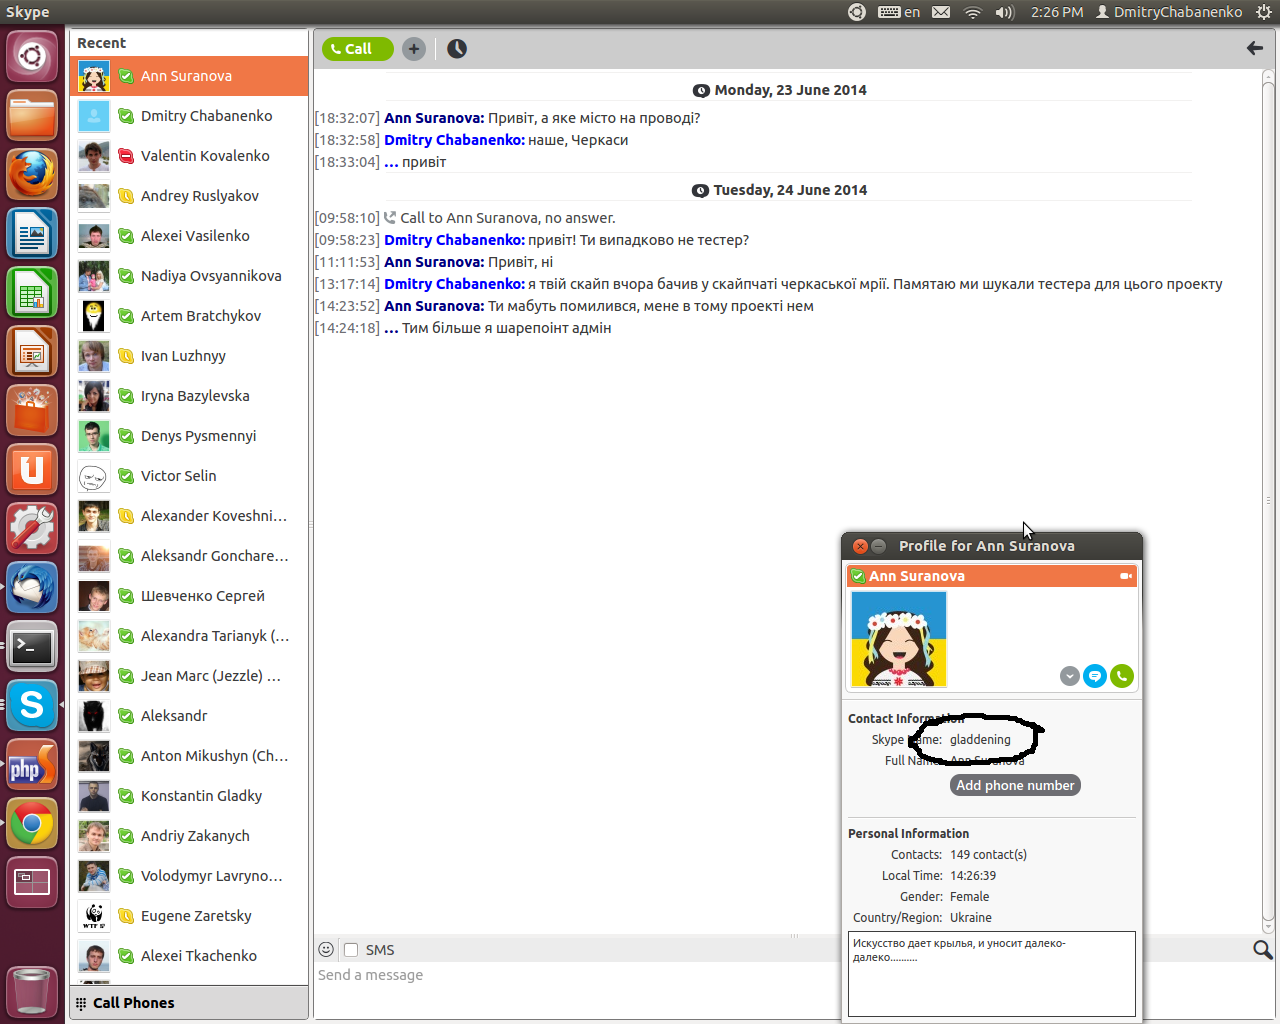 Skype
en
2:26 PM
DmitryChabanenko
Recent
Ann Suranova
Dmitry Chabanenko
Valentin Kovalenko
Andrey Ruslyakov
Alexei Vasilenko
Nadiya Ovsyannikova
Artem Bratchykov
Ivan Luzhnyy
Iryna Bazylevska
Denys Pysmennyi
Victor Selin
Alexander Koveshni...
Aleksandr Gonchare...
Шевченко Сергей
Alexandra Tarianyk (...
Jean Marc (Jezzle) ...
Aleksandr
Anton Mikushyn (Ch...
Konstantin Gladky
Andriy Zakanych
Volodymyr Lavryno...
Eugene Zaretsky
Alexei Tkachenko
Call Phones
Call
Monday, 23 June 2014
[18:32:07] Ann Suranova: Привіт, а яке місто на проводі?
[18:32:58] Dmitry Chabanenko: наше, Черкаси
[18:33:04] ... привіт
Tuesday, 24 June 2014
[09:58:10] Call to Ann Suranova, no answer.
[09:58:23] Dmitry Chabanenko: привіт! Ти випадково не тестер?
[11:11:53] Ann Suranova: Привіт, ні
[13:17:14] Dmitry Chabanenko: я твій скайп вчора бачив у скайпчаті черкаської мрії. Памятаю ми шукали тестера для цього проекту
[14:23:52] Ann Suranova: Ти мабуть помилився, мене в тому проекті нем
[14:24:18] ... Тим більше я шарепоінт адмін
SMS
Send a message
Profile for Ann Suranova
Ann Suranova
Contact Information
Skype Name: gladdening
Full Name: Ann Suranova
Add phone number
Personal Information
Contacts: 149 contact(s)
Local Time: 14:26:39
Gender: Female
Country/Region: Ukraine
Искусство дает крылья, и уносит далеко-
далеко..........
php
WTF